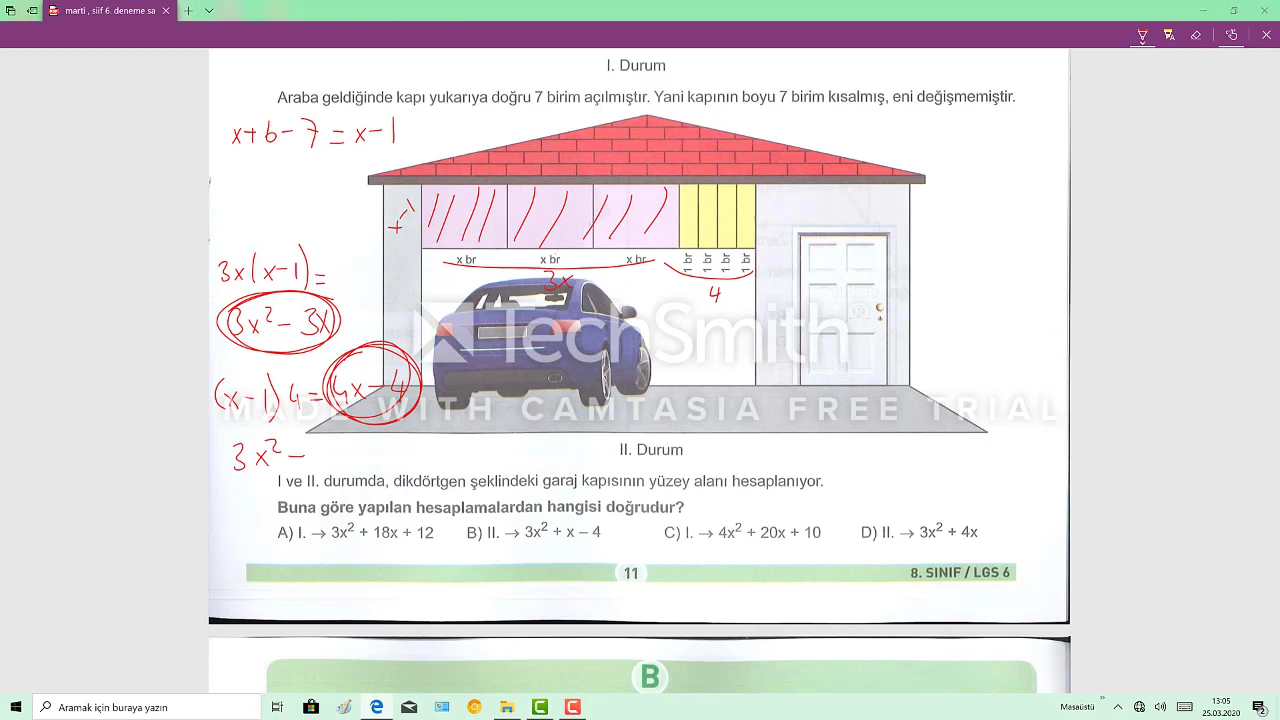 marti , siif 6. deneme sa
I. Durum
Araba geldiğinde kapı yukarıya doğru 7 birim açılmıştır. Yani kapının boyu 7 birim kısalmış, eni değişmemiştir.
x+6-7=x-1
x-1
x br x br x br 1 br 1 br 1 br 1 br
3x 4
3x(x-1)=
3x²-3x
(x-1)4=4x-4
3x²-
TechSmith®
MADE WITH CAMTASIA FREE TRIAL
II. Durum
I ve II. durumda, dikdörtgen şeklindeki garaj kapısının yüzey alanı hesaplanıyor.
Buna göre yapılan hesaplamalardan hangisi doğrudur?
A) I. → 3x² + 18x + 12 B) II. → 3x² + x – 4 C) I. → 4x² + 20x + 10 D) II. → 3x² + 4x
11 8. SINIF / LGS 6
B
Aramak için buraya yazın
Masaüstü 13:05
25.03.2020 2